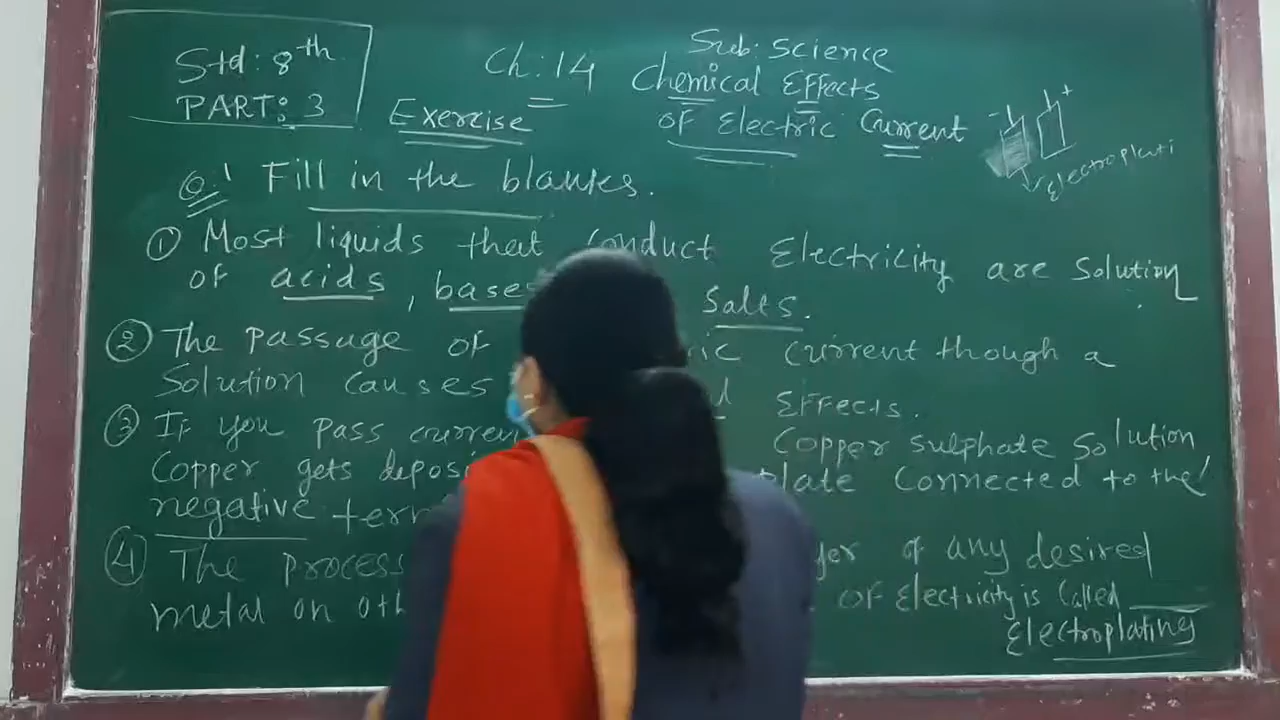 Std: 8th
PART: 3
Ch: 14
Sub: science
Chemical Effects
of Electric Current
Exercise
- +
Electroplati
Q.1 Fill in the blanks.
① Most liquids that conduct Electricity are Solution
of acids, bases Salts.
② The passage of ric current though a
Solution causes Effects.
③ If you pass curren Copper sulphate Solution
Copper gets deposi plate Connected to the
negative term
④ The process yer of any desired
metal on oth of Electricity is Called
Electroplating